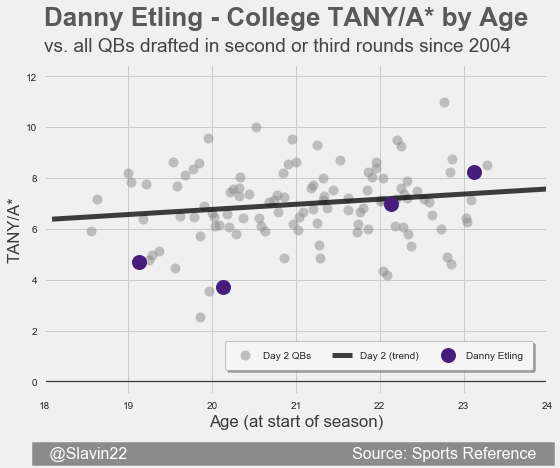 Danny Etling - College TANY/A* by Age
vs. all QBs drafted in second or third rounds since 2004
12
10
8
6
4
2
0
TANY/A*
Day 2 QBs
Day 2 (trend)
Danny Etling
18 19 20 21 22 23 24
Age (at start of season)
@Slavin22
Source: Sports Reference